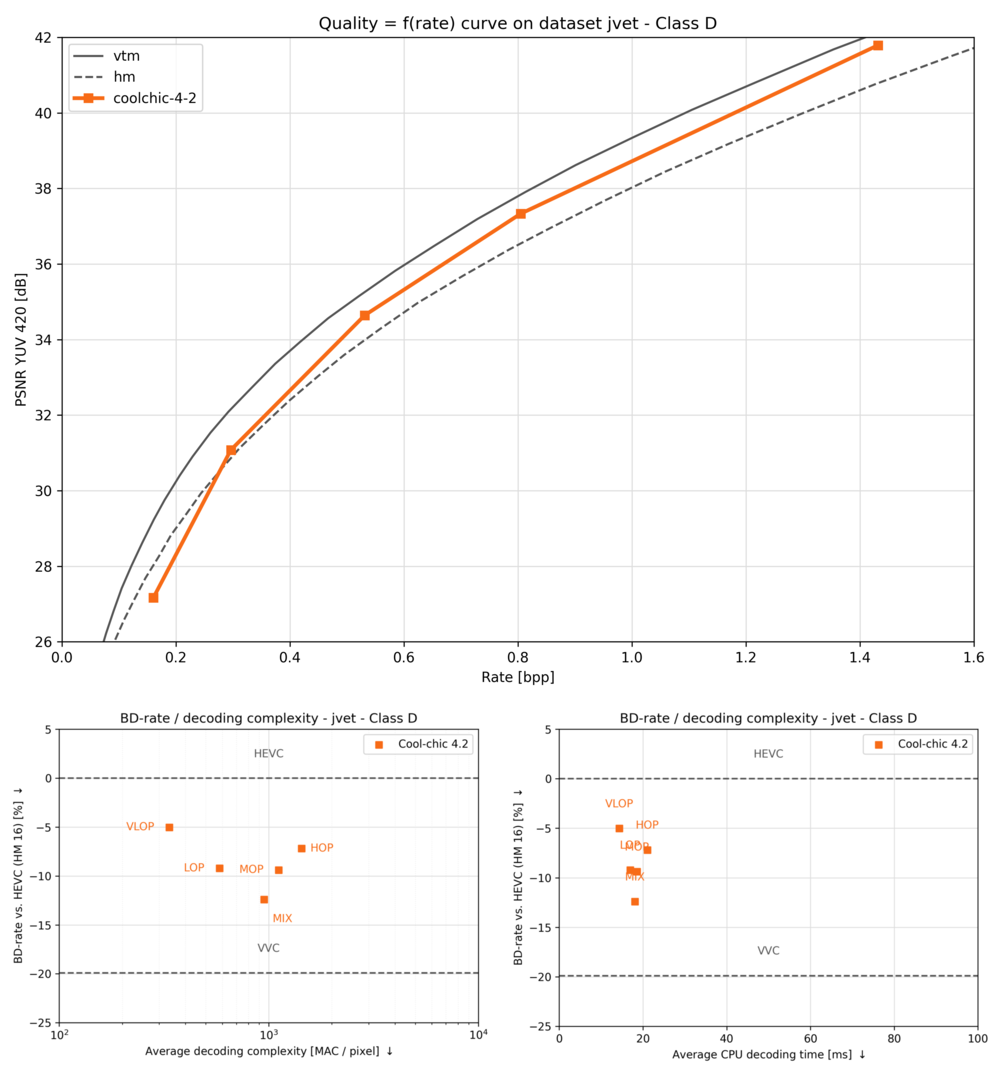 Quality = f(rate) curve on dataset jvet - Class D
vtm
hm
coolchic-4-2
PSNR YUV 420 [dB]
42
40
38
36
34
32
30
28
26
0.0 0.2 0.4 0.6 0.8 1.0 1.2 1.4 1.6
Rate [bpp]
BD-rate / decoding complexity - jvet - Class D
Cool-chic 4.2
HEVC
VLOP
LOP
MOP
HOP
MIX
VVC
BD-rate vs. HEVC (HM 16) [%] ↓
5
0
−5
−10
−15
−20
−25
10² 10³ 10⁴
Average decoding complexity [MAC / pixel] ↓
BD-rate / decoding complexity - jvet - Class D
Cool-chic 4.2
HEVC
VLOP
HOP
LOP
MOP
MIX
VVC
BD-rate vs. HEVC (HM 16) [%] ↓
5
0
−5
−10
−15
−20
−25
0 20 40 60 80 100
Average CPU decoding time [ms] ↓